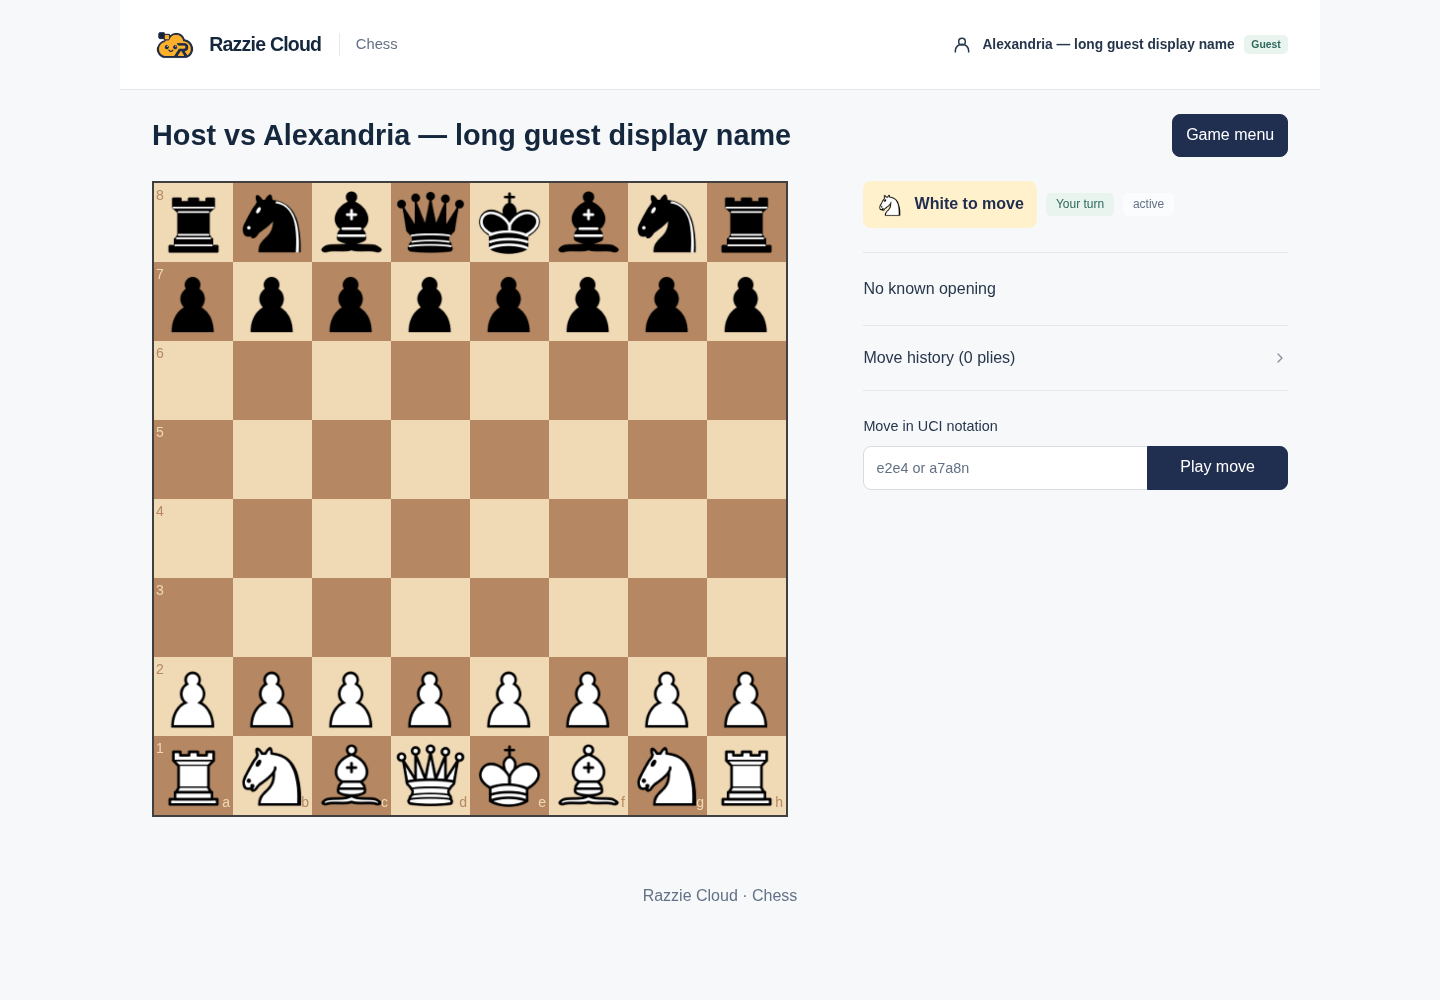 Razzie Cloud
Chess
Alexandria — long guest display name
Guest
Host vs Alexandria — long guest display name
Game menu
8
7
6
5
4
3
2
1
a b c d e f g h
White to move
Your turn
active
No known opening
Move history (0 plies)
Move in UCI notation
e2e4 or a7a8n
Play move
Razzie Cloud · Chess